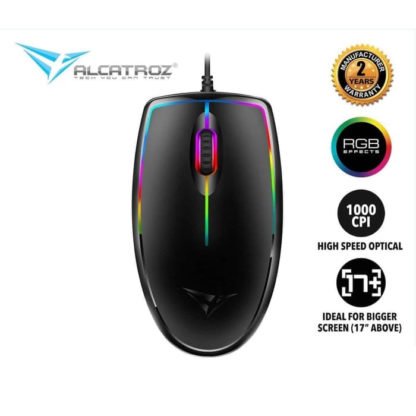 ALCATROZ®
TECH YOU CAN TRUST
MANUFACTURER
2
YEARS
WARRANTY
RGB
EFFECTS
1000
CPI
HIGH SPEED OPTICAL
17"+
IDEAL FOR BIGGER
SCREEN (17" ABOVE)